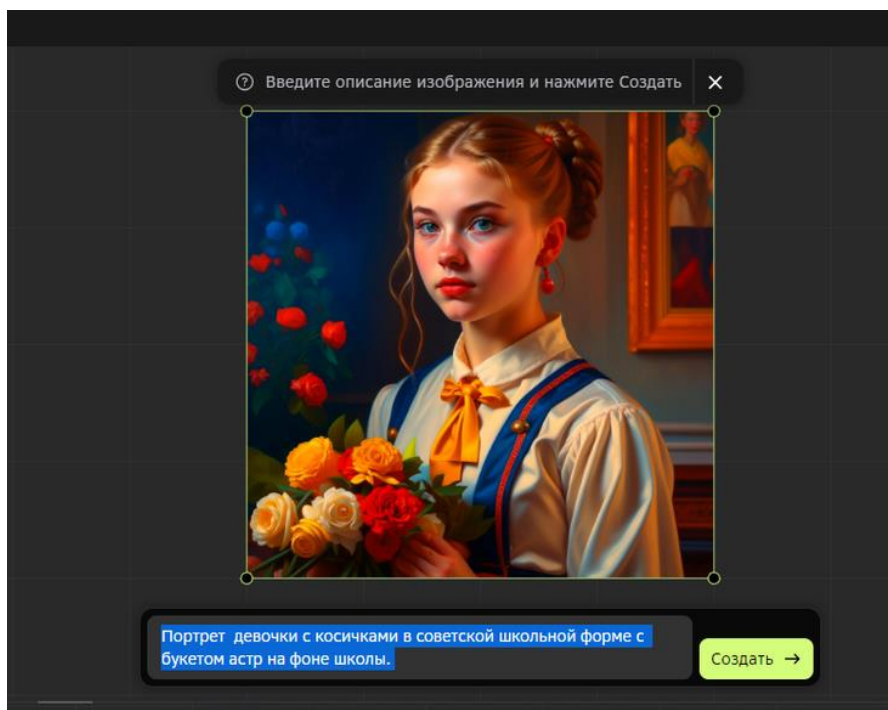 Введите описание изображения и нажмите Создать
Портрет  девочки с косичками в советской школьной форме с
букетом астр на фоне школы.
Создать